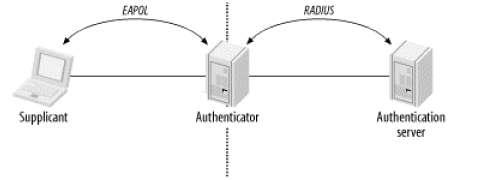 EAPOL
RADIUS
Supplicant
Authenticator
Authentication
server